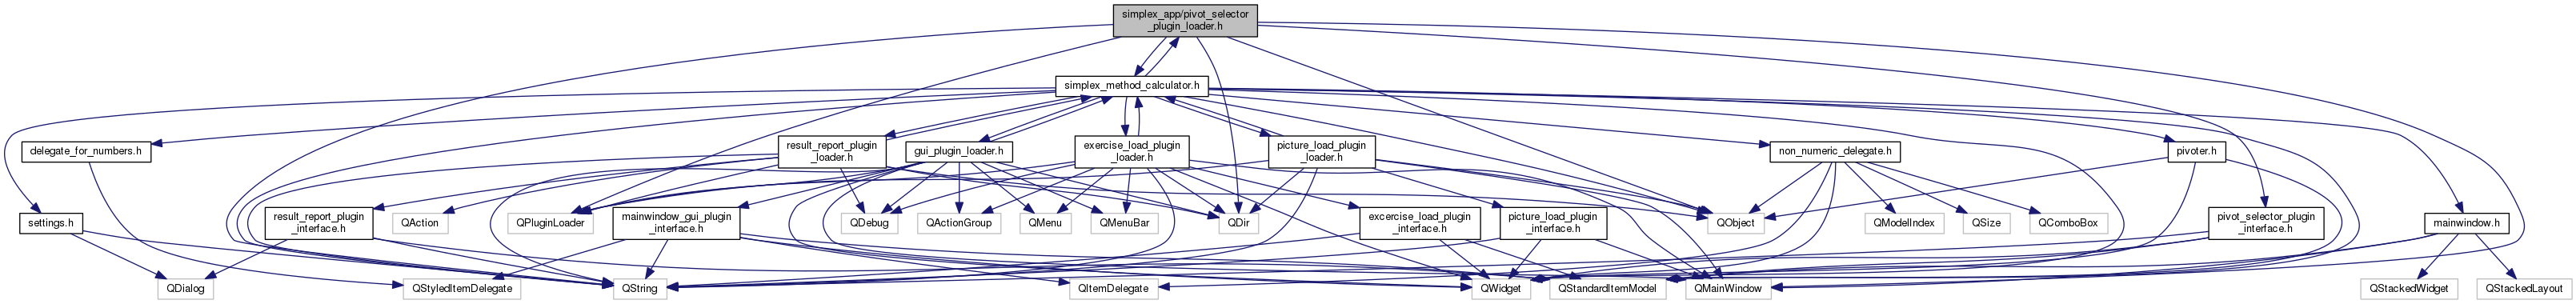 simplex_app/pivot_selector
_plugin_loader.h
simplex_method_calculator.h
delegate_for_numbers.h
result_report_plugin
_loader.h
gui_plugin_loader.h
exercise_load_plugin
_loader.h
picture_load_plugin
_loader.h
non_numeric_delegate.h
pivoter.h
settings.h
result_report_plugin
_interface.h
QAction
QPluginLoader
mainwindow_gui_plugin
_interface.h
QDebug
QActionGroup
QMenu
QMenuBar
QDir
excercise_load_plugin
_interface.h
picture_load_plugin
_interface.h
QObject
QModelIndex
QSize
QComboBox
pivot_selector_plugin
_interface.h
mainwindow.h
QDialog
QStyledItemDelegate
QString
QItemDelegate
QWidget
QStandardItemModel
QMainWindow
QStackedWidget
QStackedLayout